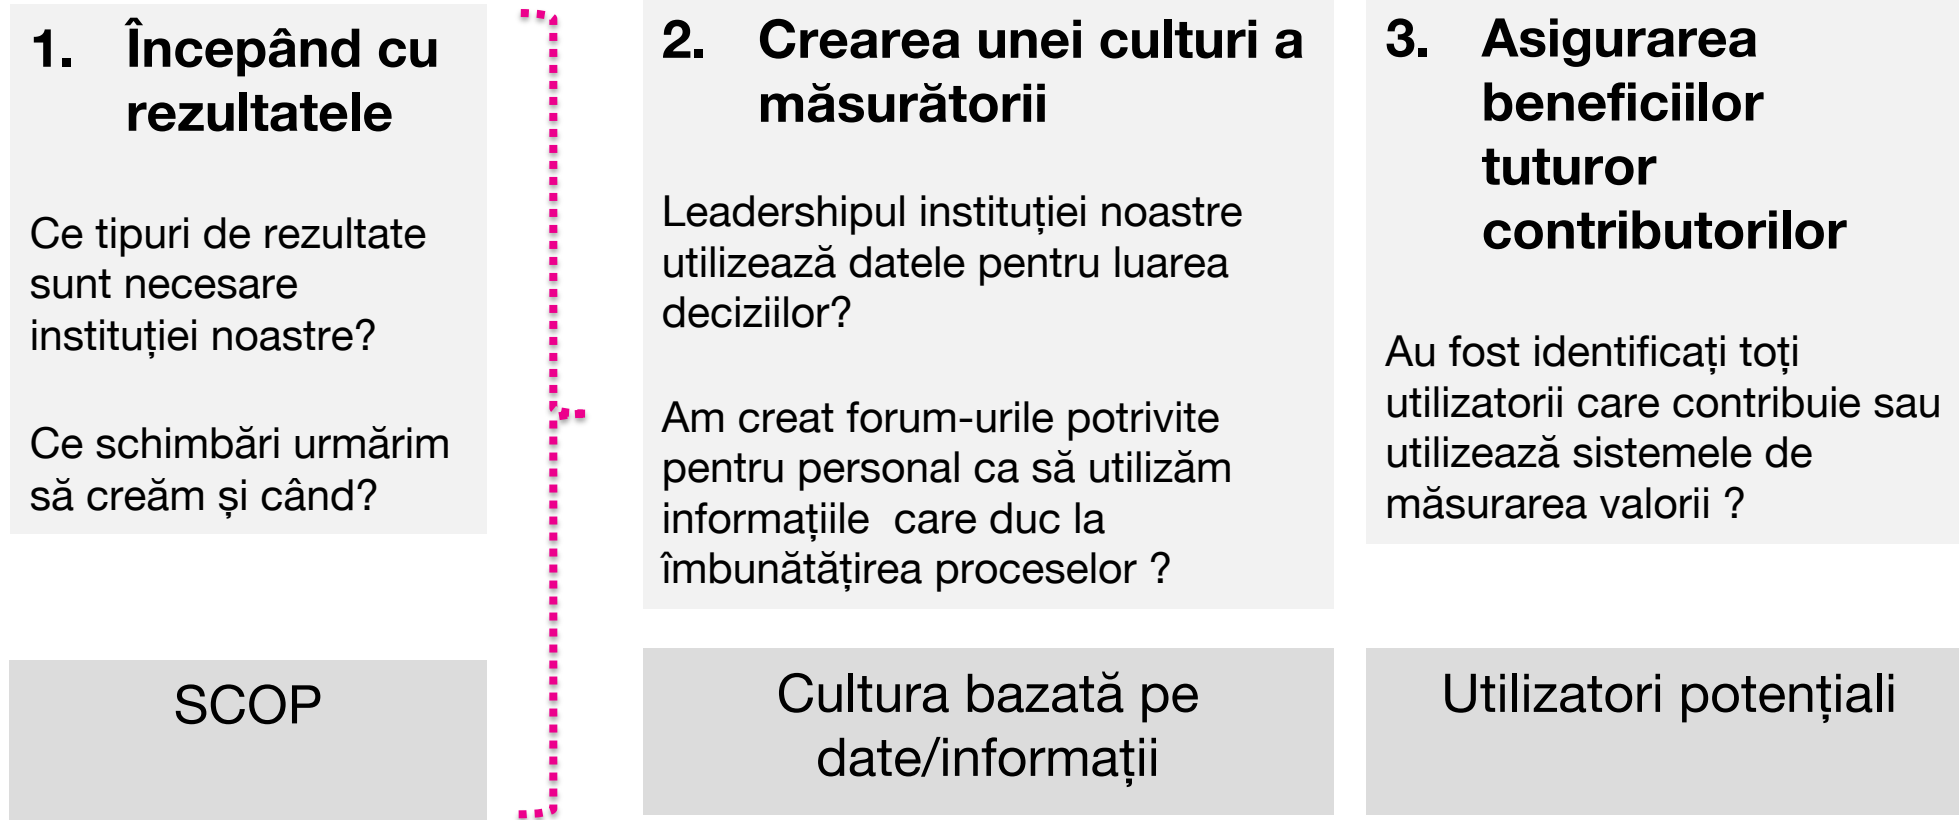 1. Începând cu
rezultatele
Ce tipuri de rezultate
sunt necesare
instituției noastre?
Ce schimbări urmărim
să creăm și când?
SCOP
2. Crearea unei culturi a
măsurătorii
Leadershipul instituției noastre
utilizează datele pentru luarea
deciziilor?
Am creat forum-urile potrivite
pentru personal ca să utilizăm
informațiile  care duc la
îmbunătățirea proceselor ?
Cultura bazată pe
date/informații
3. Asigurarea
beneficiilor
tuturor
contributorilor
Au fost identificați toți
utilizatorii care contribuie sau
utilizează sistemele de
măsurarea valorii ?
Utilizatori potențiali